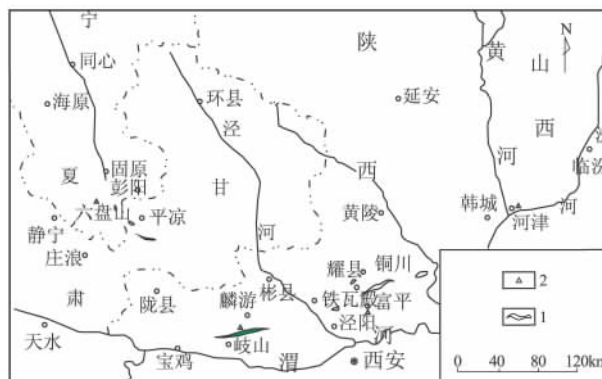 宁
陕
黄
山
N
同心
海原
环县
泾
延安
西
临汾
夏
固原
彭阳
甘
西
河
六盘山
平凉
黄陵
韩城
河津
河
静宁
庄浪
河
耀县
铜川
2
肃
陇县
麟游
彬县
铁瓦殿
富平
1
天水
岐山
泾阳
河
宝鸡
渭
西安
0 40 80 120km